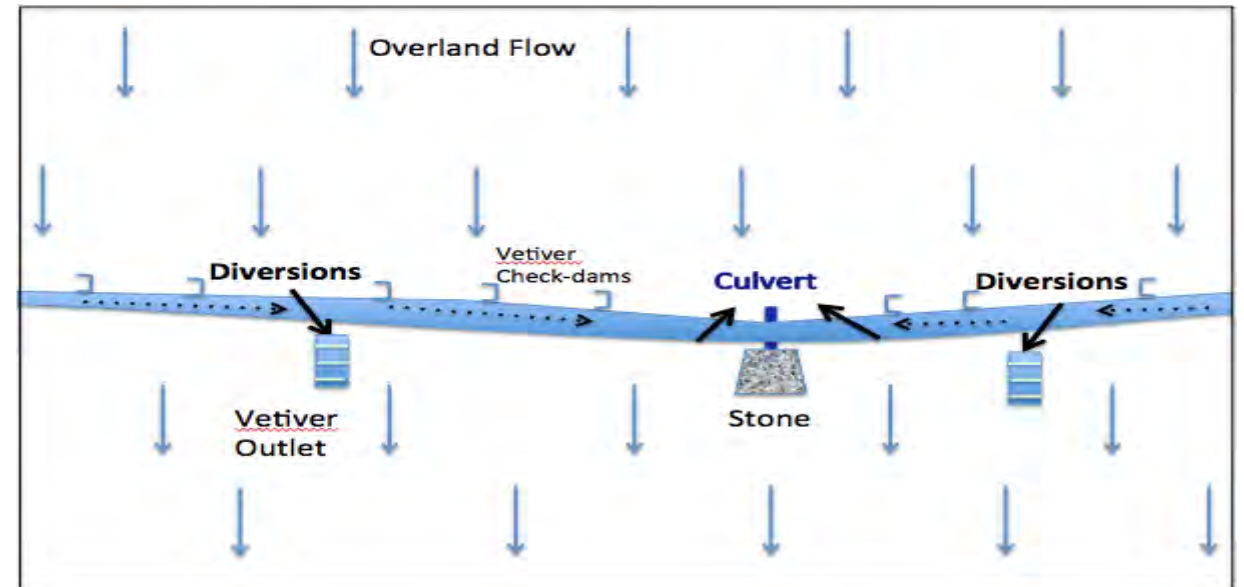 Overland Flow
Vetiver
Check-dams
Diversions
Culvert
Diversions
Vetiver
Outlet
Stone